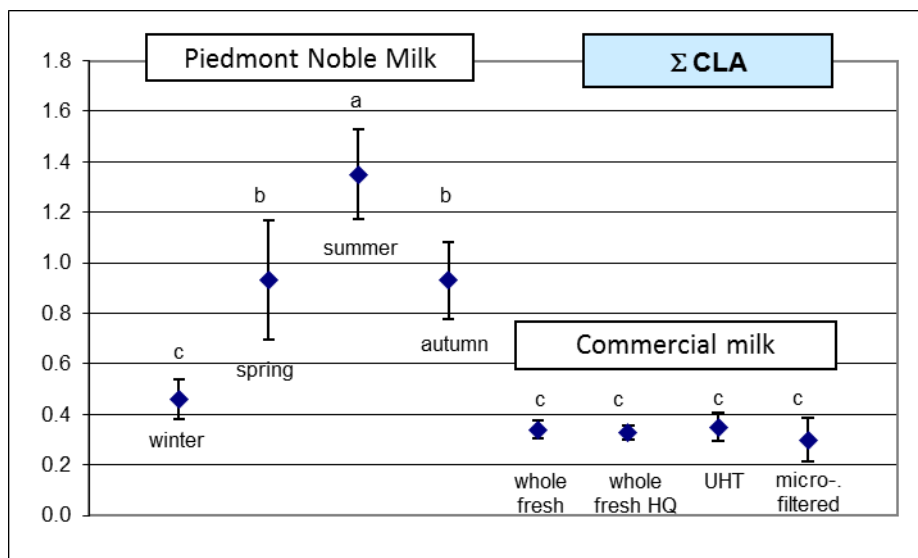 Piedmont Noble Milk
Σ CLA
1.8
1.6
1.4
1.2
1.0
0.8
0.6
0.4
0.2
0.0
a
b
b
summer
autumn
spring
c
winter
Commercial milk
c
c
c
c
whole
fresh
whole
fresh HQ
UHT
micro-.
filtered